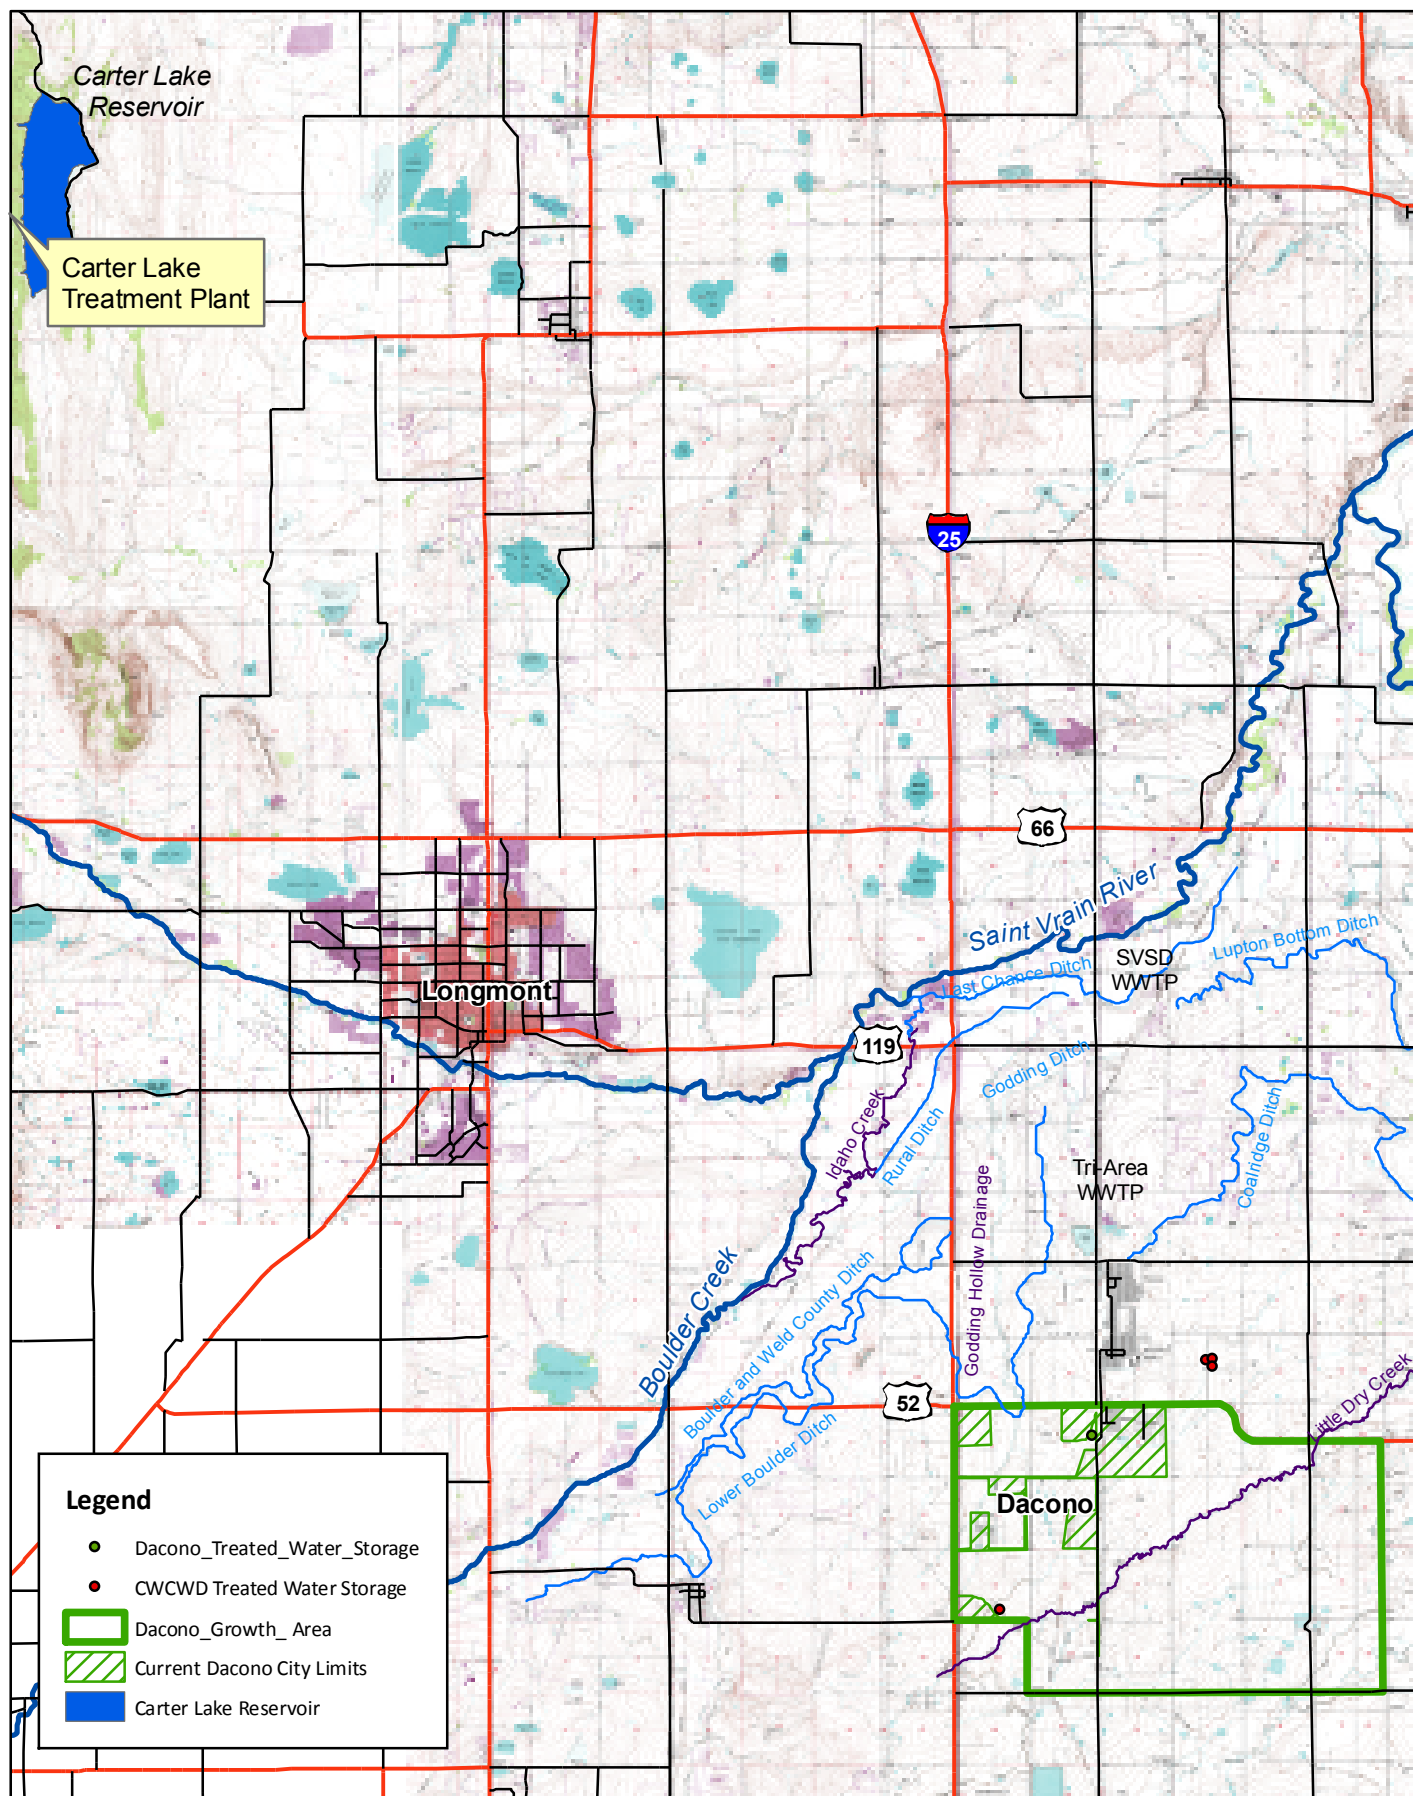 Carter Lake
Reservoir
Carter Lake
Treatment Plant
25
66
Saint Vrain River
Lupton Bottom Ditch
SVSD
WWTP
Last Chance Ditch
Longmont
119
Godding Ditch
Idaho Creek
Rural Ditch
Coalridge Ditch
Tri-Area
WWTP
Godding Hollow Drainage
Boulder Creek
Boulder and Weld County Ditch
52
Little Dry Creek
Lower Boulder Ditch
Dacono
Legend
Dacono_Treated_Water_Storage
CWCWD Treated Water Storage
Dacono_Growth_ Area
Current Dacono City Limits
Carter Lake Reservoir